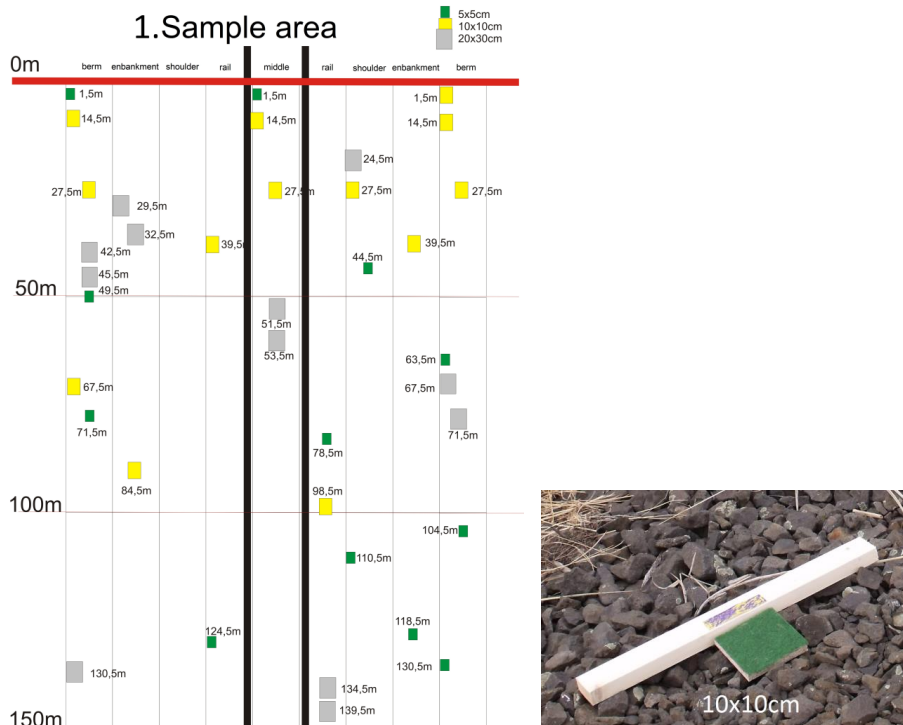 1.Sample area
5x5cm
10x10cm
20x30cm
0m
berm enbankment shoulder rail middle rail shoulder enbankment berm
1,5m 1,5m 1,5m
14,5m 14,5m 14,5m
24,5m
27,5m 27,5m 27,5m 27,5m
29,5m
32,5m
39,5m 39,5m
42,5m
44,5m
45,5m
49,5m
50m
51,5m
53,5m
63,5m
67,5m 67,5m
71,5m 71,5m
78,5m
84,5m
98,5m
100m
104,5m
110,5m
118,5m
124,5m
130,5m 130,5m
134,5m
139,5m
150m
10x10cm